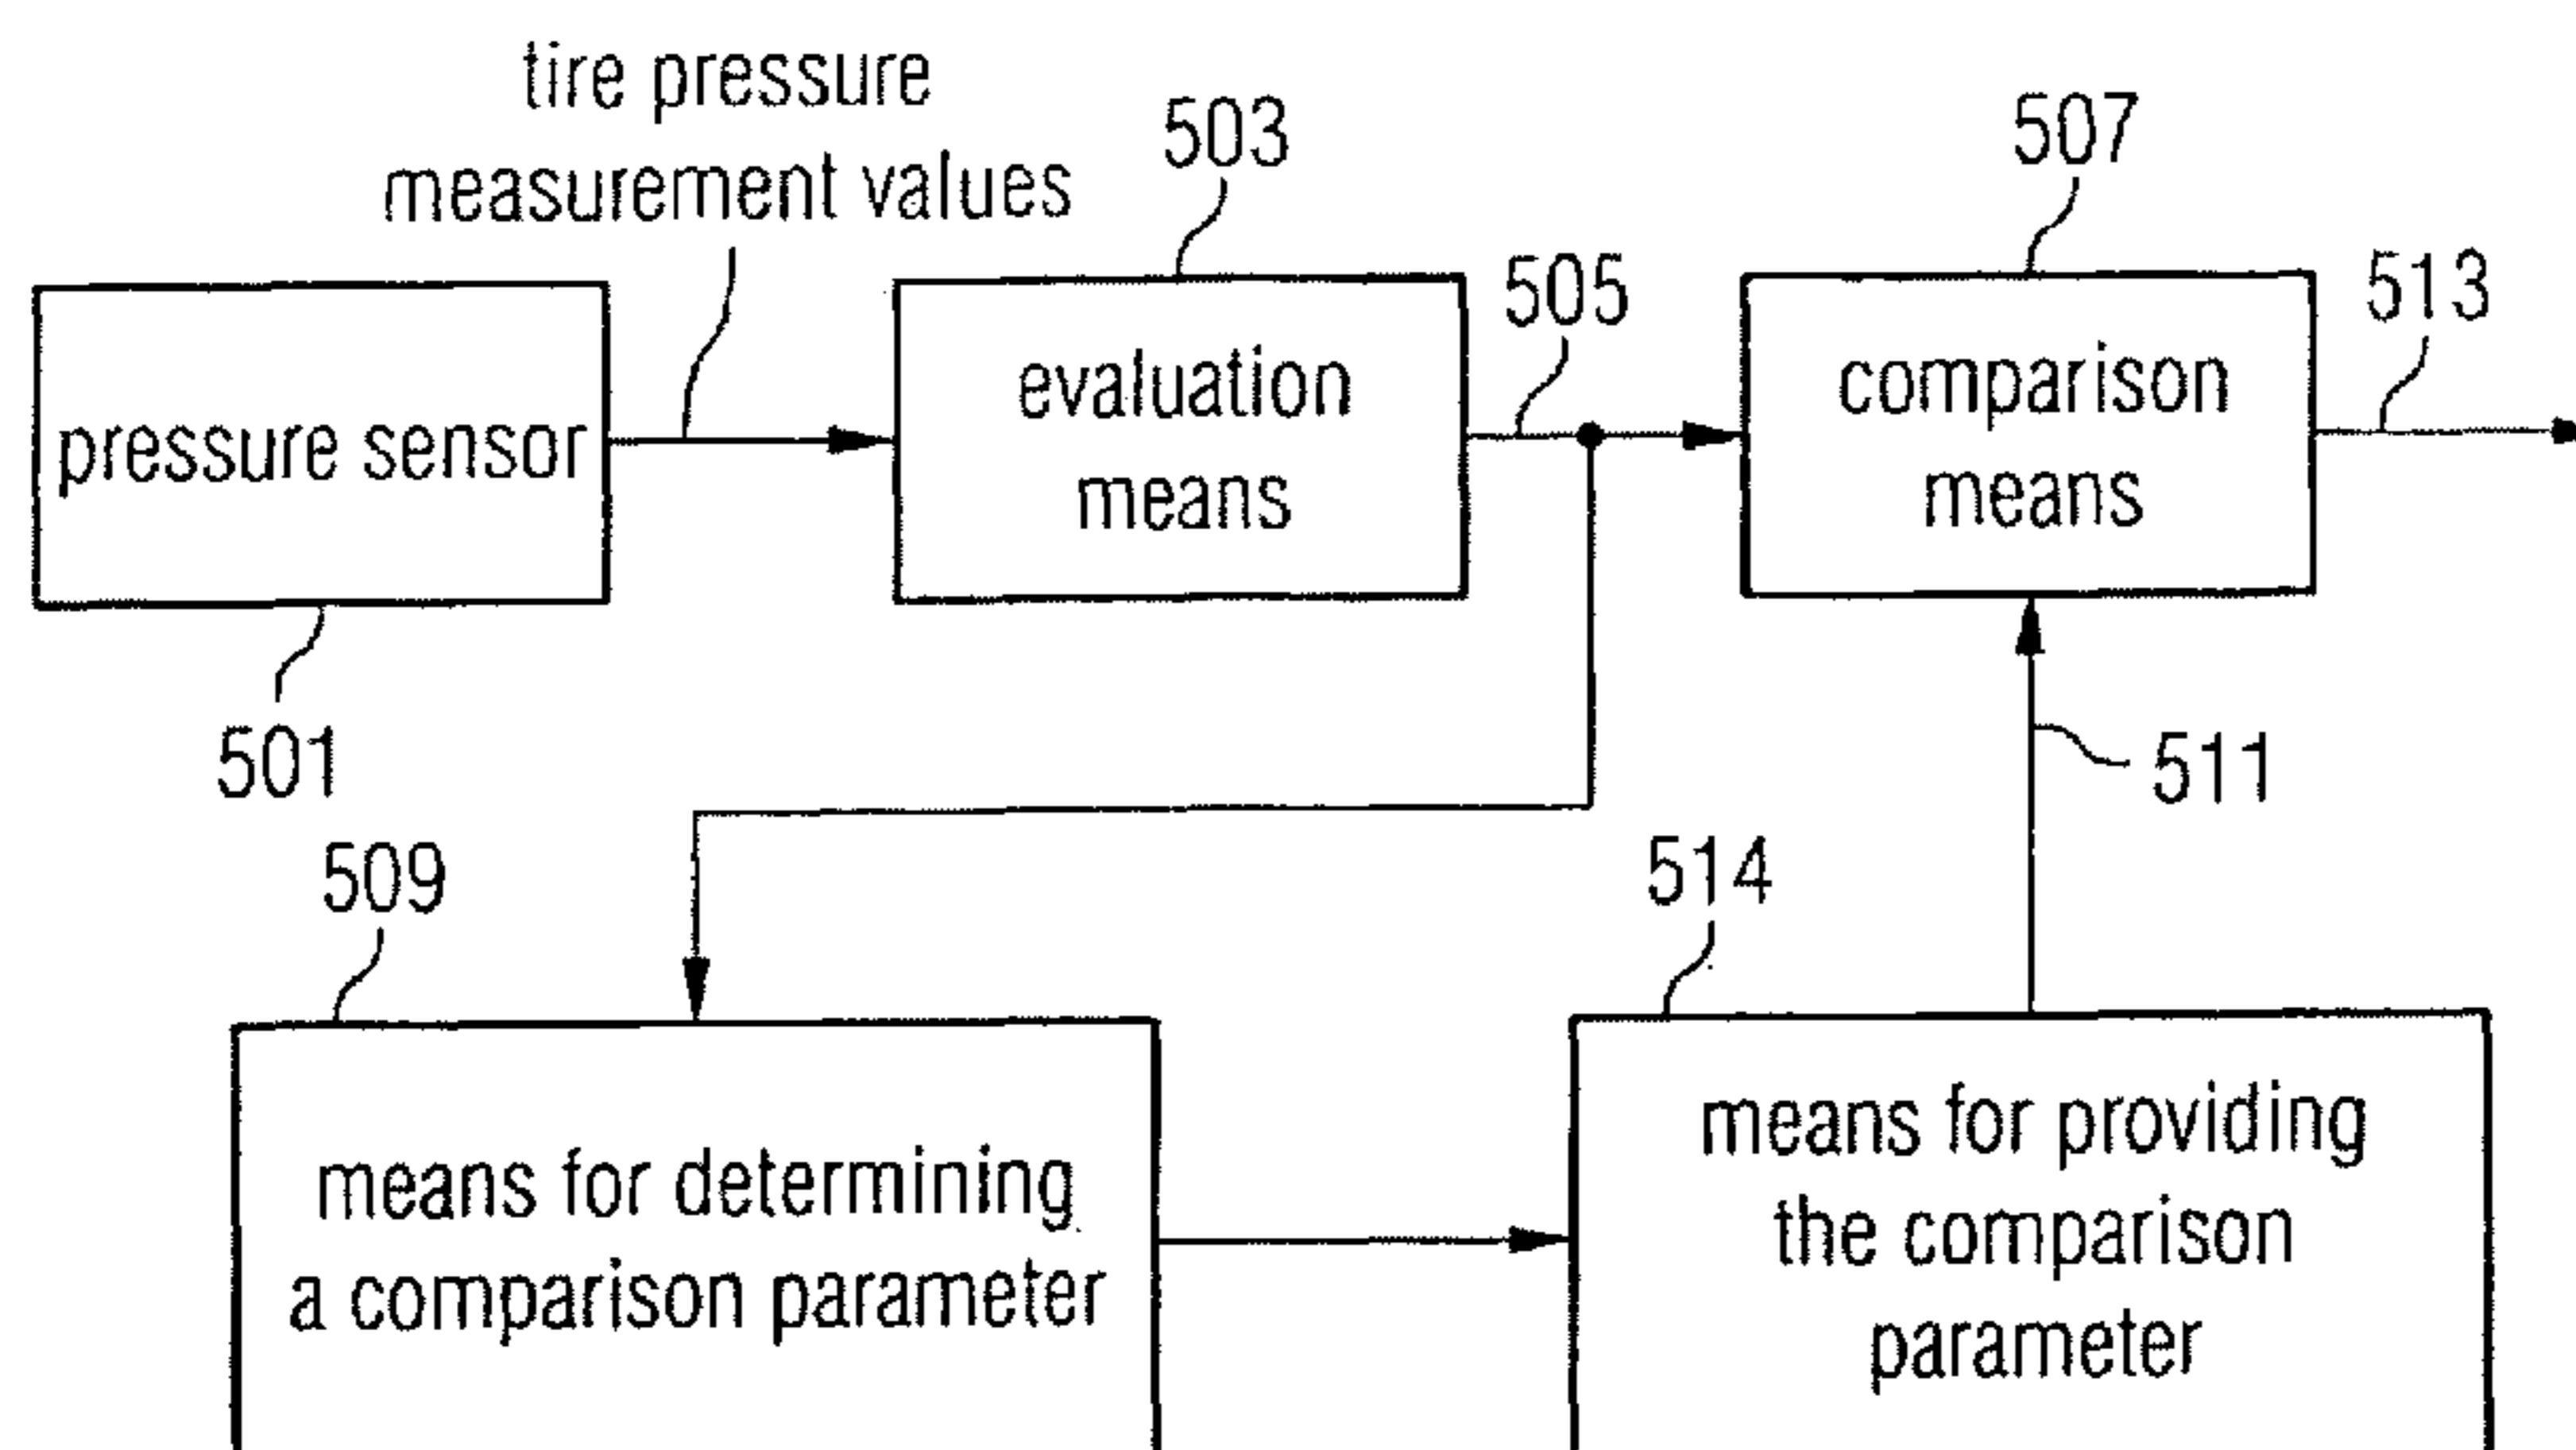 tire pressure
measurement values
503
507
505
513
pressure sensor
evaluation
means
comparison
means
501
511
509
514
means for determining
a comparison parameter
means for providing
the comparison
parameter